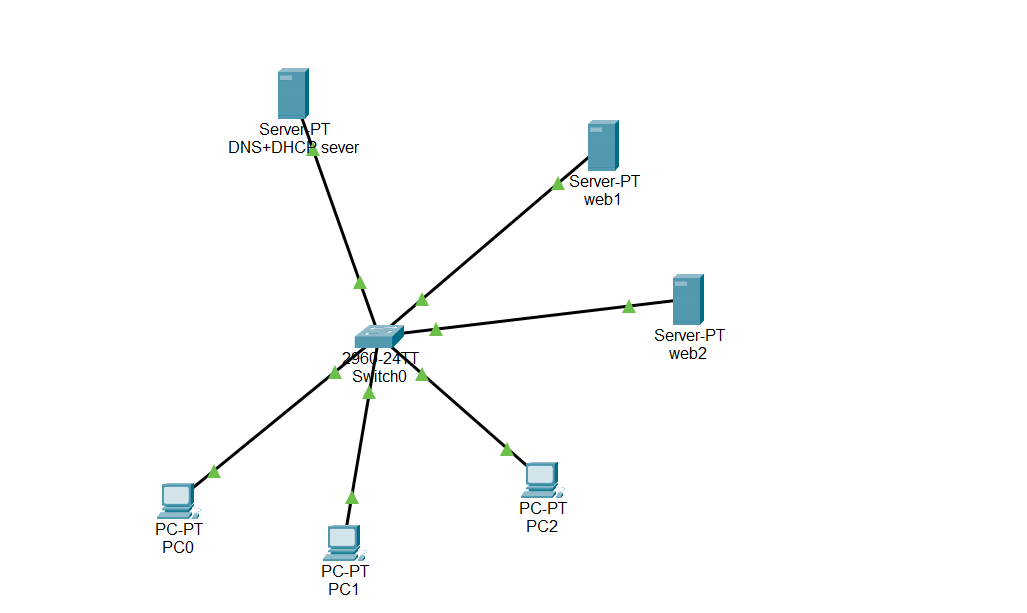 Server-PT
DNS+DHCP sever
Server-PT
web1
Server-PT
web2
2960-24TT
Switch0
PC-PT
PC0
PC-PT
PC1
PC-PT
PC2